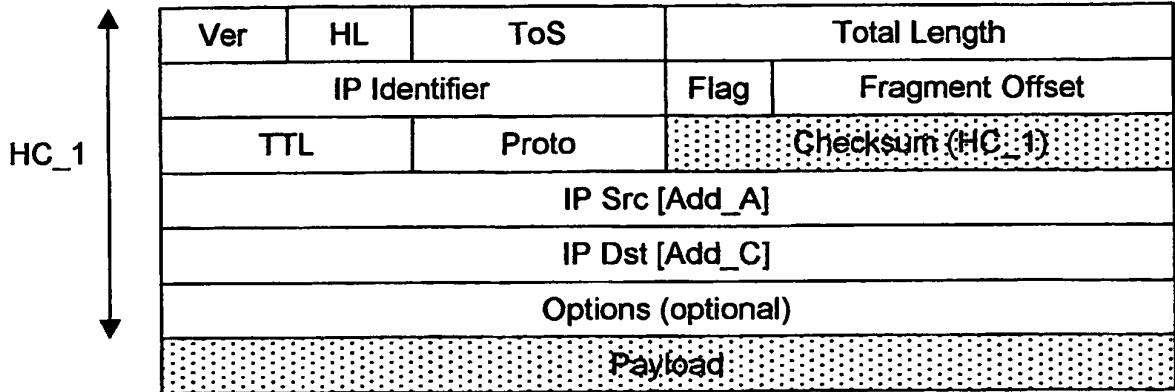 Ver HL ToS Total Length
IP Identifier Flag Fragment Offset
HC_1 TTL Proto Checksum (HC_1)
IP Src [Add_A]
IP Dst [Add_C]
Options (optional)
Payload